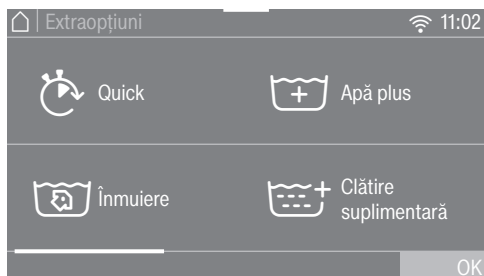 Extraopțiuni 11:02
Quick
Apă plus
Înmuiere
Clătire
suplimentară
OK